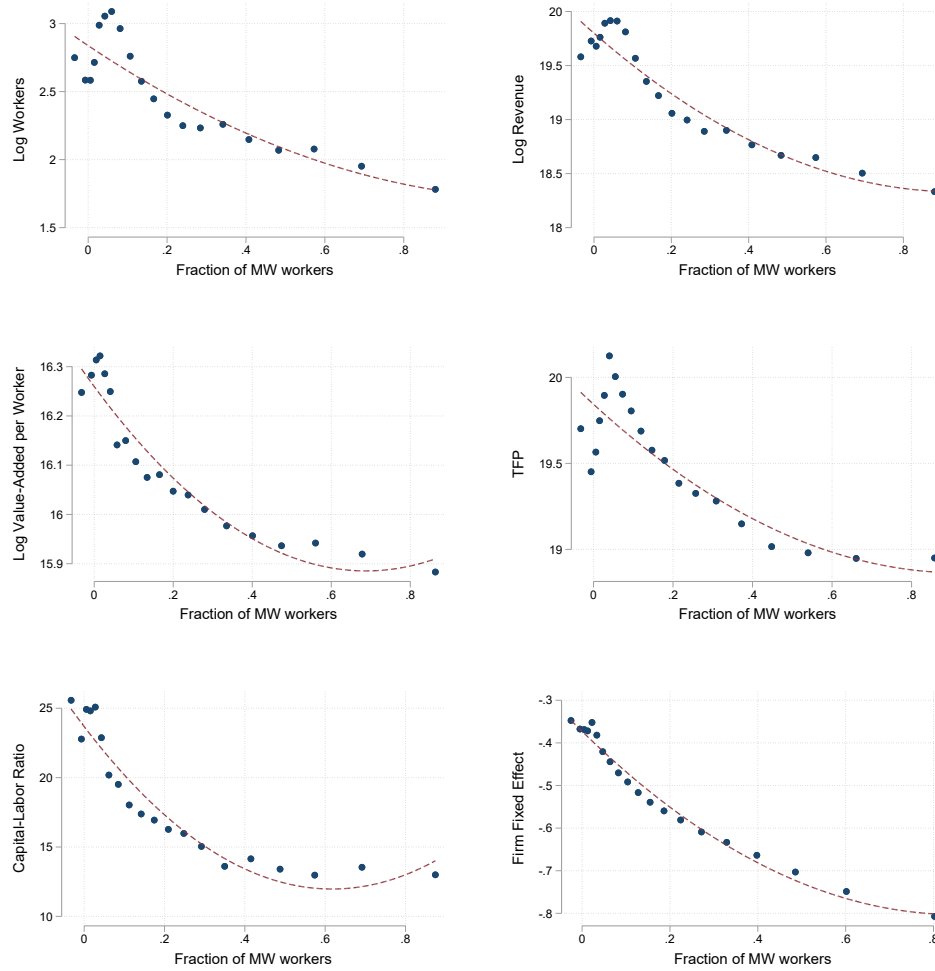 Log Workers
3
2.5
2
1.5
0 .2 .4 .6 .8
Fraction of MW workers
Log Revenue
20
19.5
19
18.5
18
0 .2 .4 .6 .8
Fraction of MW workers
Log Value-Added per Worker
16.3
16.2
16.1
16
15.9
0 .2 .4 .6 .8
Fraction of MW workers
TFP
20
19.5
19
0 .2 .4 .6 .8
Fraction of MW workers
Capital-Labor Ratio
25
20
15
10
0 .2 .4 .6 .8
Fraction of MW workers
Firm Fixed Effect
-.3
-.4
-.5
-.6
-.7
-.8
0 .2 .4 .6 .8
Fraction of MW workers